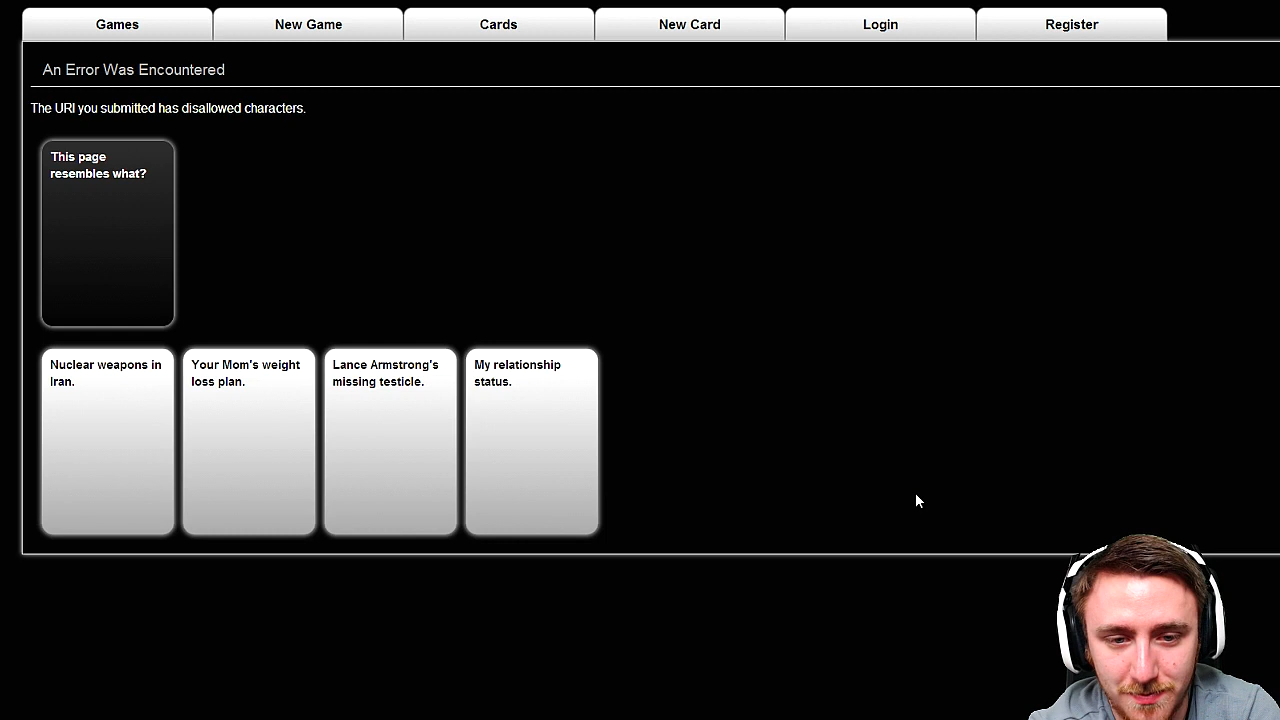 Games New Game Cards New Card Login Register
An Error Was Encountered
The URI you submitted has disallowed characters.
This page
resembles what?
Nuclear weapons in
Iran.
Your Mom's weight
loss plan.
Lance Armstrong's
missing testicle.
My relationship
status.